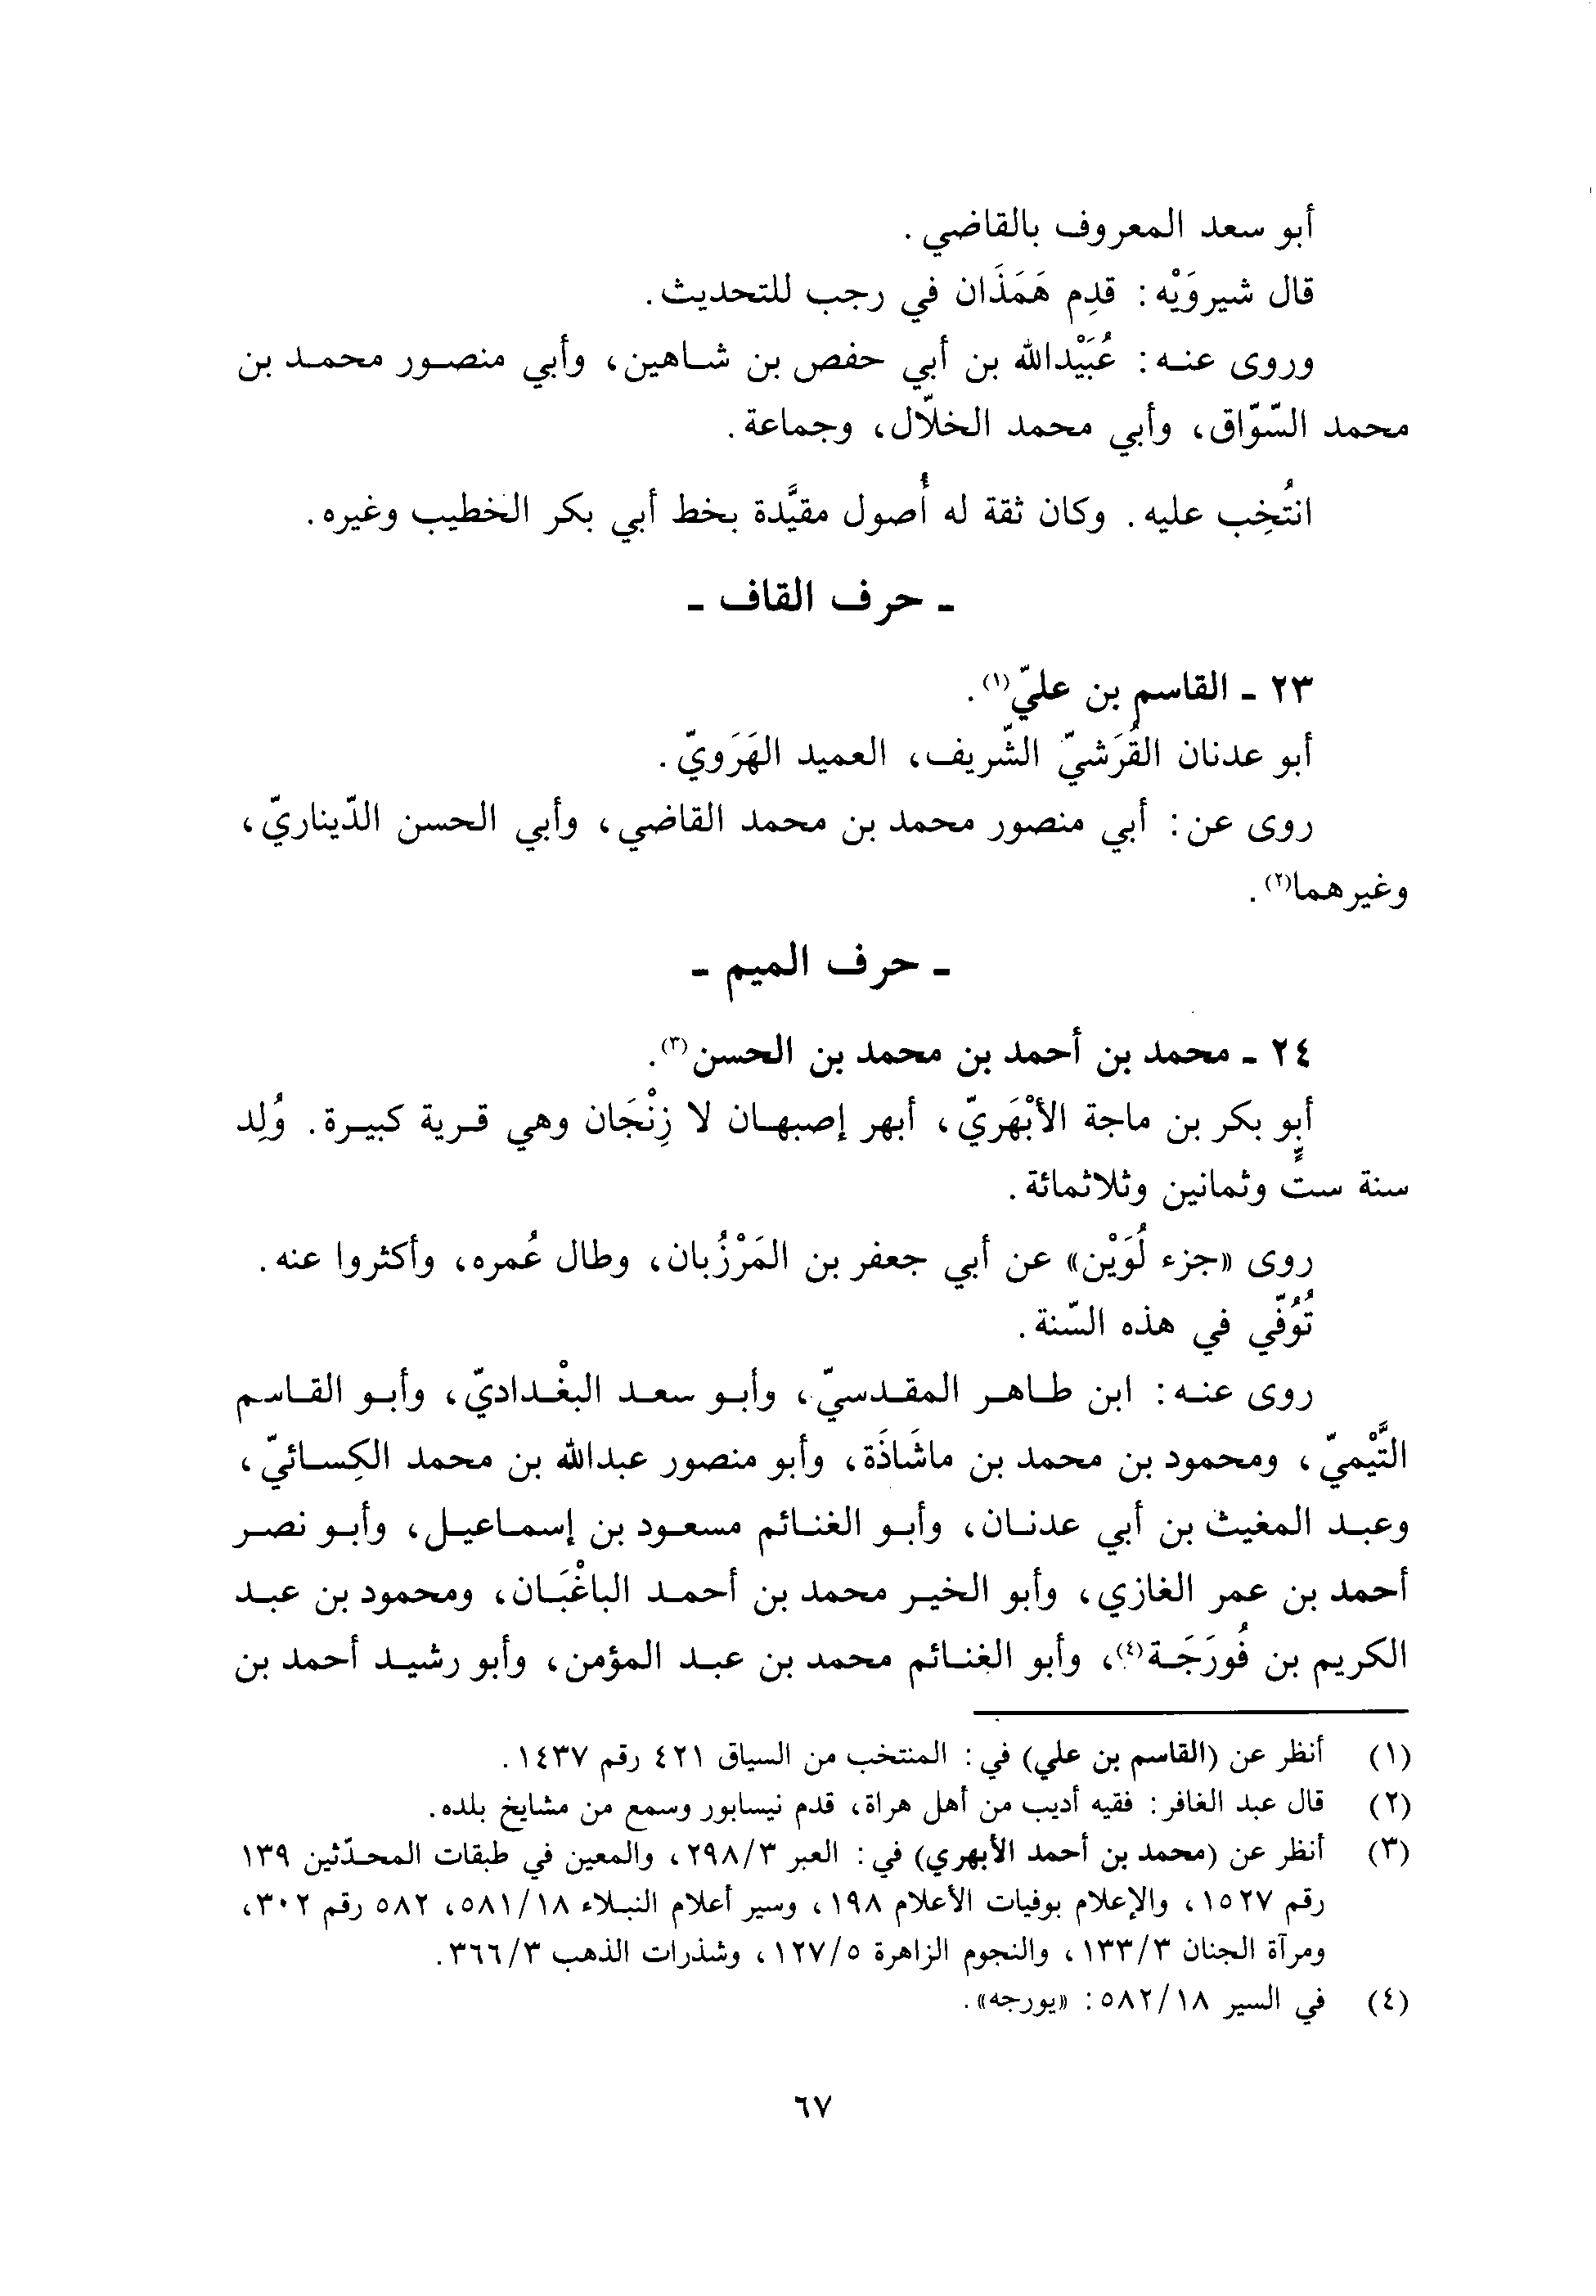 أبو سعد المعروف بالقاضي.
قال شيرَوَيْه: قدِم هَمَذَان في رجب للتحديث.
وروى عنه: عُبَيْدالله بن أبي حفص بن شاهين، وأبي منصور محمد بن
محمد السّوّاق، وأبي محمد الخلّال، وجماعة.
انتُخِب عليه. وكان ثقة له أُصول مقيَّدة بخط أبي بكر الخطيب وغيره.
ـ حرف القاف ـ
٢٣ ـ القاسم بن عليّ(١).
أبو عدنان القُرَشيّ الشّريف، العميد الهَرَويّ.
روى عن: أبي منصور محمد بن محمد القاضي، وأبي الحسن الدّيناريّ،
وغيرهما(٢).
ـ حرف الميم ـ
٢٤ ـ محمد بن أحمد بن محمد بن الحسن(٣).
أبو بكر بن ماجة الأبْهَريّ، أبهر إصبهان لا زِنْجَان وهي قرية كبيرة. وُلِد
سنة ستٍّ وثمانين وثلاثمائة.
روى «جزء لُوَيْن» عن أبي جعفر بن المَرْزُبان، وطال عُمره، وأكثروا عنه.
تُوُفّي في هذه السّنة.
روى عنه: ابن طاهر المقدسيّ، وأبو سعد البغْداديّ، وأبو القاسم
التَّيْميّ، ومحمود بن محمد بن ماشَاذَة، وأبو منصور عبدالله بن محمد الكِسائيّ،
وعبد المغيث بن أبي عدنان، وأبو الغنائم مسعود بن إسماعيل، وأبو نصر
أحمد بن عمر الغازي، وأبو الخير محمد بن أحمد الباغْبَان، ومحمود بن عبد
الكريم بن فُورَجَة(٤)، وأبو الغنائم محمد بن عبد المؤمن، وأبو رشيد أحمد بن
(١) أنظر عن (القاسم بن علي) في: المنتخب من السياق ٤٢١ رقم ١٤٣٧.
(٢) قال عبد الغافر: فقيه أديب من أهل هراة، قدم نيسابور وسمع من مشايخ بلده.
(٣) أنظر عن (محمد بن أحمد الأبهري) في: العبر ٢٩٨/٣، والمعين في طبقات المحدّثين ١٣٩
رقم ١٥٢٧، والإعلام بوفيات الأعلام ١٩٨، وسير أعلام النبلاء ٥٨١/١٨، ٥٨٢ رقم ٣٠٢،
ومرآة الجنان ١٣٣/٣، والنجوم الزاهرة ١٢٧/٥، وشذرات الذهب ٣٦٦/٣.
(٤) في السير ٥٨٢/١٨: «يورجه».
٦٧